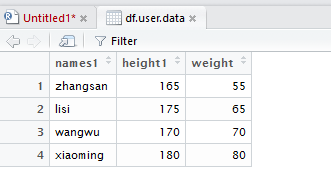 Untitled1* df.user.data
Filter
names1 height1 weight
1 zhangsan 165 55
2 lisi 175 65
3 wangwu 170 70
4 xiaoming 180 80